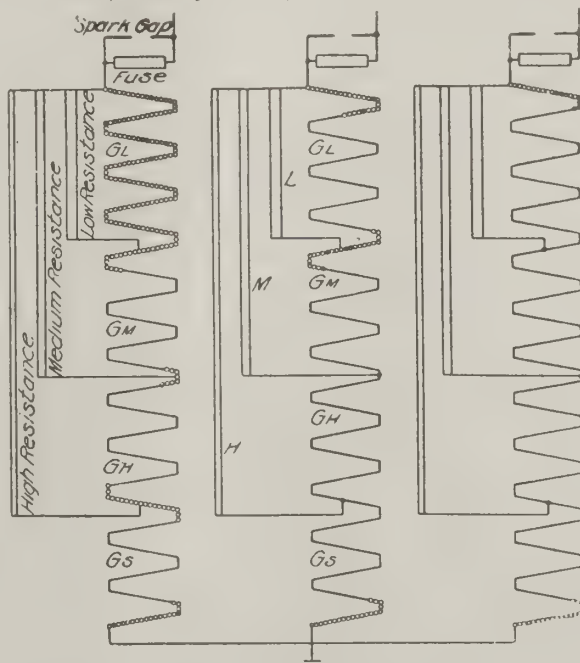 Spark Gap
Fuse
Low Resistance
Medium Resistance
High Resistance
GL
GM
GH
GS
GL
L
GM
M
GH
H
GS